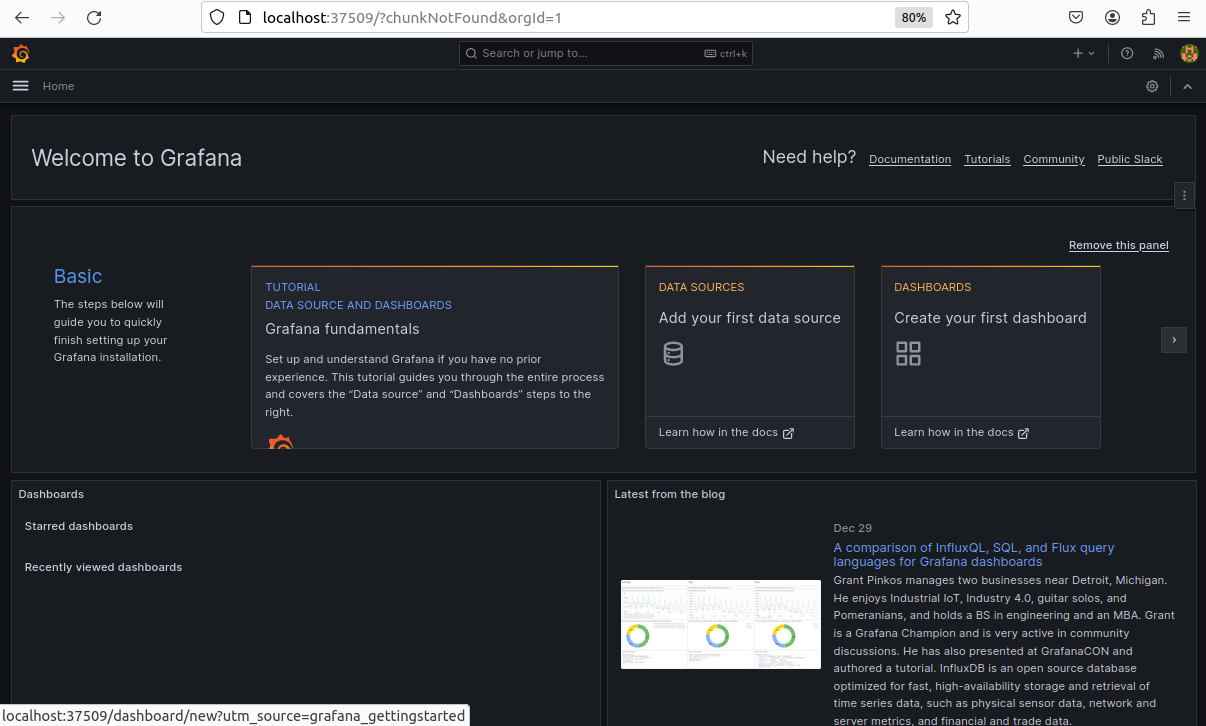 localhost:37509/?chunkNotFound&orgId=1
80%
Search or jump to...
ctrl+k
Home
Welcome to Grafana
Need help?
Documentation
Tutorials
Community
Public Slack
Remove this panel
Basic
The steps below will
guide you to quickly
finish setting up your
Grafana installation.
TUTORIAL
DATA SOURCE AND DASHBOARDS
Grafana fundamentals
Set up and understand Grafana if you have no prior
experience. This tutorial guides you through the entire process
and covers the “Data source” and “Dashboards” steps to the
right.
DATA SOURCES
Add your first data source
Learn how in the docs
DASHBOARDS
Create your first dashboard
Learn how in the docs
Dashboards
Starred dashboards
Recently viewed dashboards
Latest from the blog
Dec 29
A comparison of InfluxQL, SQL, and Flux query
languages for Grafana dashboards
Grant Pinkos manages two businesses near Detroit, Michigan.
He enjoys Industrial IoT, Industry 4.0, guitar solos, and
Pomeranians, and holds a BS in engineering and an MBA. Grant
is a Grafana Champion and is very active in community
discussions. He has also presented at GrafanaCON and
authored a tutorial. InfluxDB is an open source database
optimized for fast, high-availability storage and retrieval of
time series data, such as physical sensor data, network and
server metrics, and financial and trade data.
localhost:37509/dashboard/new?utm_source=grafana_gettingstarted